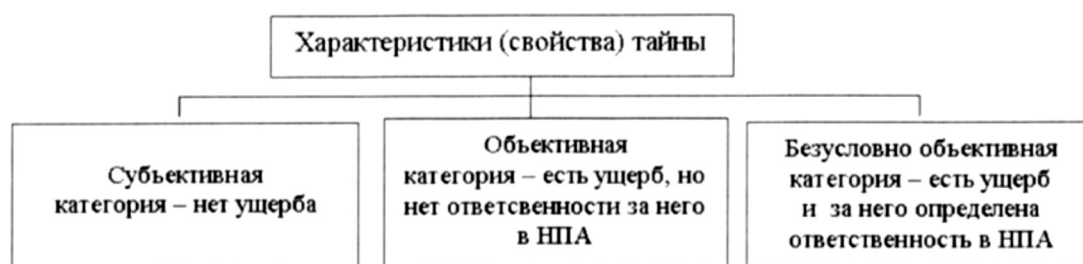 Характеристики (свойства) тайны
Субъективная
категория – нет ущерба
Объективная
категория – есть ущерб, но
нет ответсвенности за него
в НПА
Безусловно объективная
категория – есть ущерб
и за него определена
ответственность в НПА